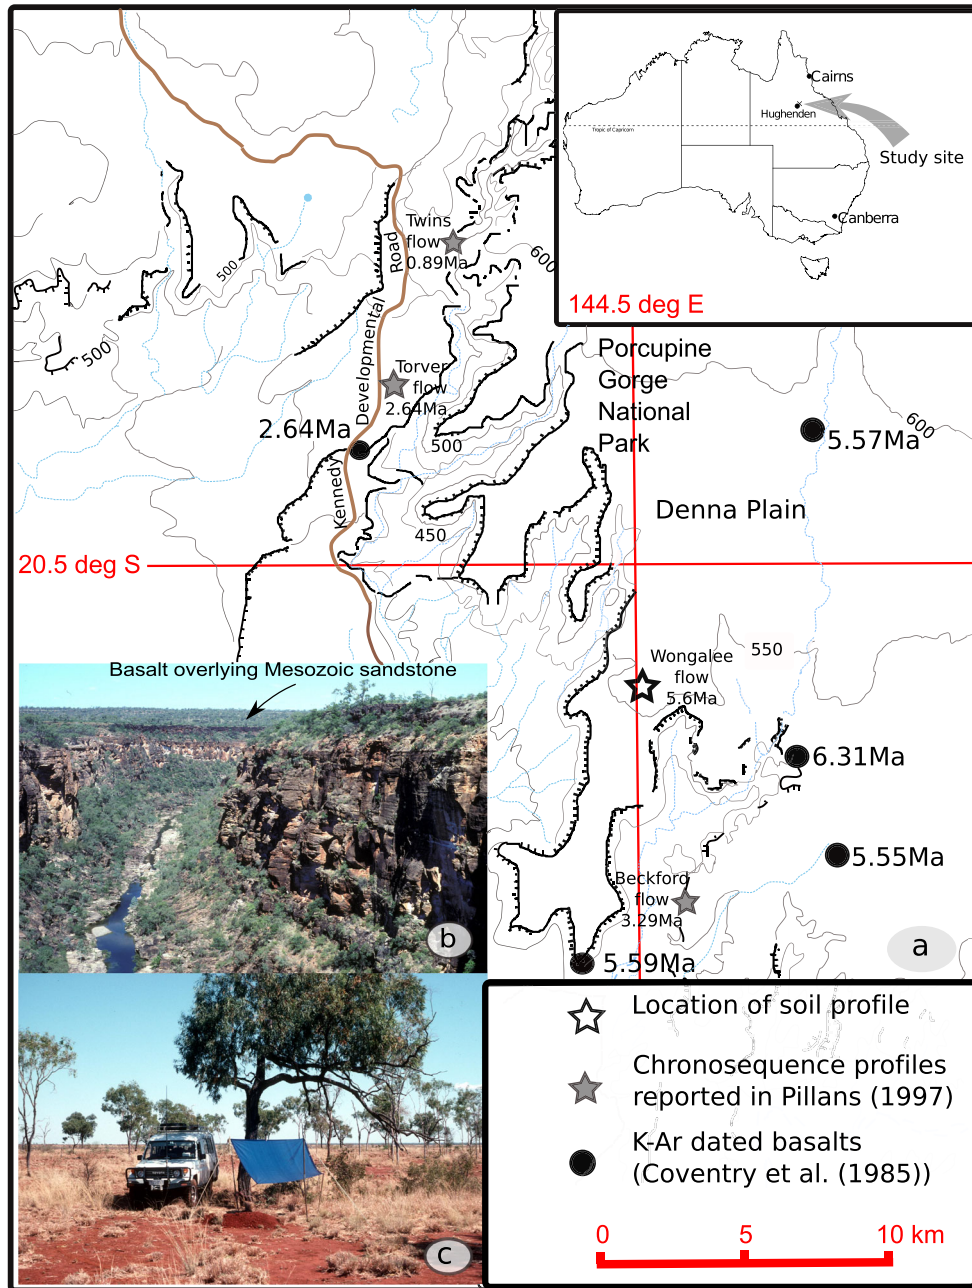 Cairns
Hughenden
Tropic of Capricorn
Study site
Canberra
144.5 deg E
Twins
flow
0.89Ma
600
500
500
Kennedy Developmental Road
Torver
flow
2.64Ma
2.64Ma
500
450
Porcupine
Gorge
National
Park
600
5.57Ma
Denna Plain
20.5 deg S
Wongalee
flow
5.6Ma
550
6.31Ma
5.55Ma
Beckford
flow
3.29Ma
5.59Ma
a
Basalt overlying Mesozoic sandstone
b
c
TOYOTA
Location of soil profile
Chronosequence profiles
reported in Pillans (1997)
K-Ar dated basalts
(Coventry et al. (1985))
0 5 10 km